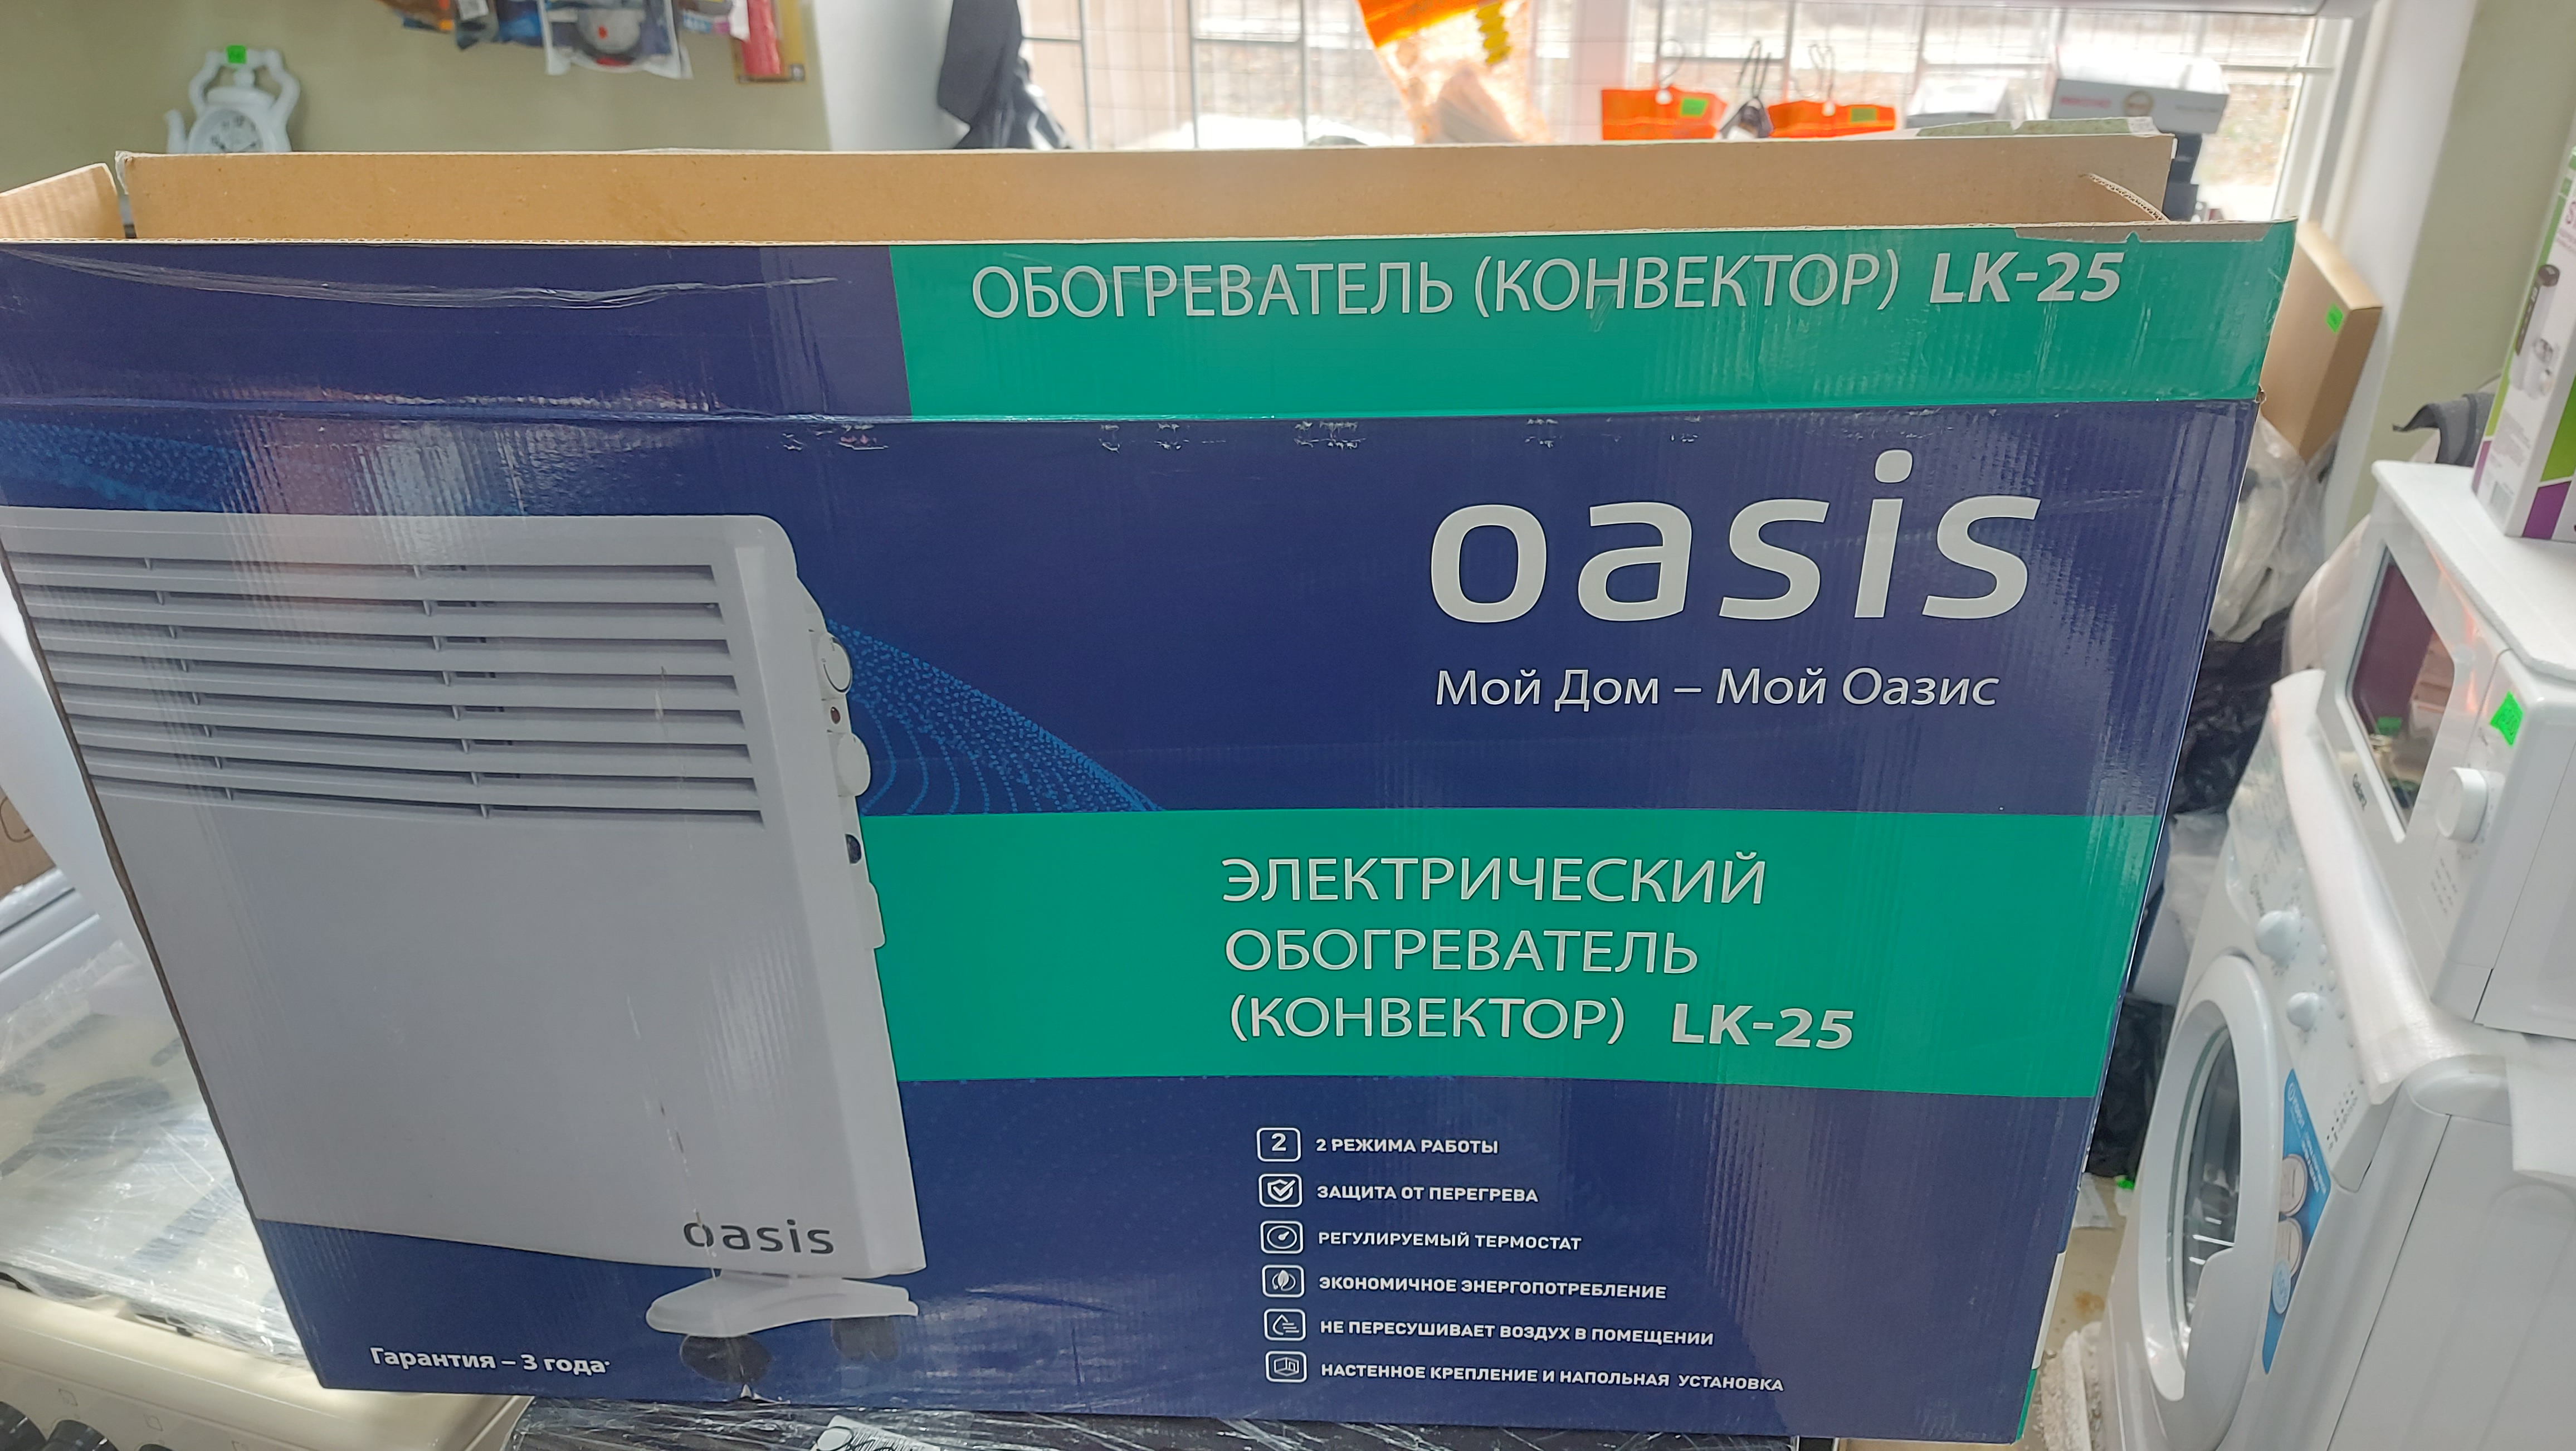 ОБОГРЕВАТЕЛЬ (КОНВЕКТОР) LK-25
oasis
Мой Дом – Мой Оазис
ЭЛЕКТРИЧЕСКИЙ
ОБОГРЕВАТЕЛЬ
(КОНВЕКТОР) LK-25
2 2 РЕЖИМА РАБОТЫ
ЗАЩИТА ОТ ПЕРЕГРЕВА
РЕГУЛИРУЕМЫЙ ТЕРМОСТАТ
ЭКОНОМИЧНОЕ ЭНЕРГОПОТРЕБЛЕНИЕ
НЕ ПЕРЕСУШИВАЕТ ВОЗДУХ В ПОМЕЩЕНИИ
НАСТЕННОЕ КРЕПЛЕНИЕ И НАПОЛЬНАЯ УСТАНОВКА
oasis
Гарантия – 3 года*